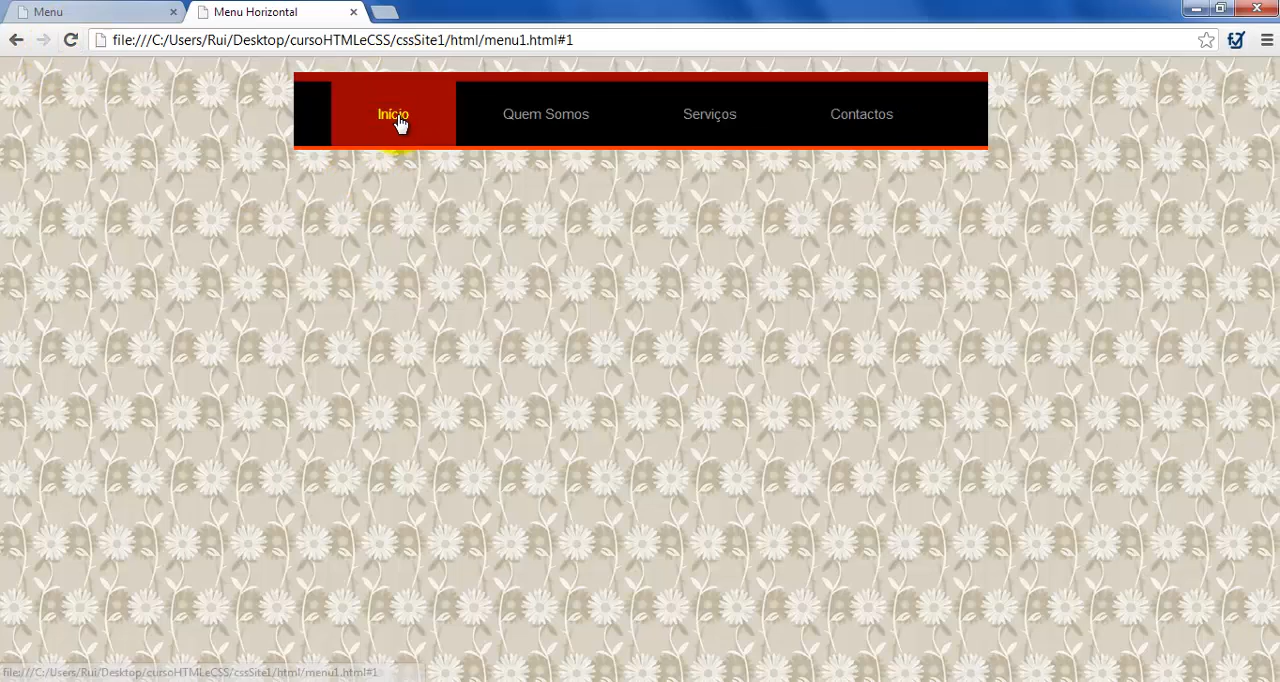 Menu
Menu Horizontal
file:///C:/Users/Rui/Desktop/cursoHTMLeCSS/cssSite1/html/menu1.html#1
Início Quem Somos Serviços Contactos
file:///C:/Users/Rui/Desktop/cursoHTMLeCSS/cssSite1/html/menu1.html#1